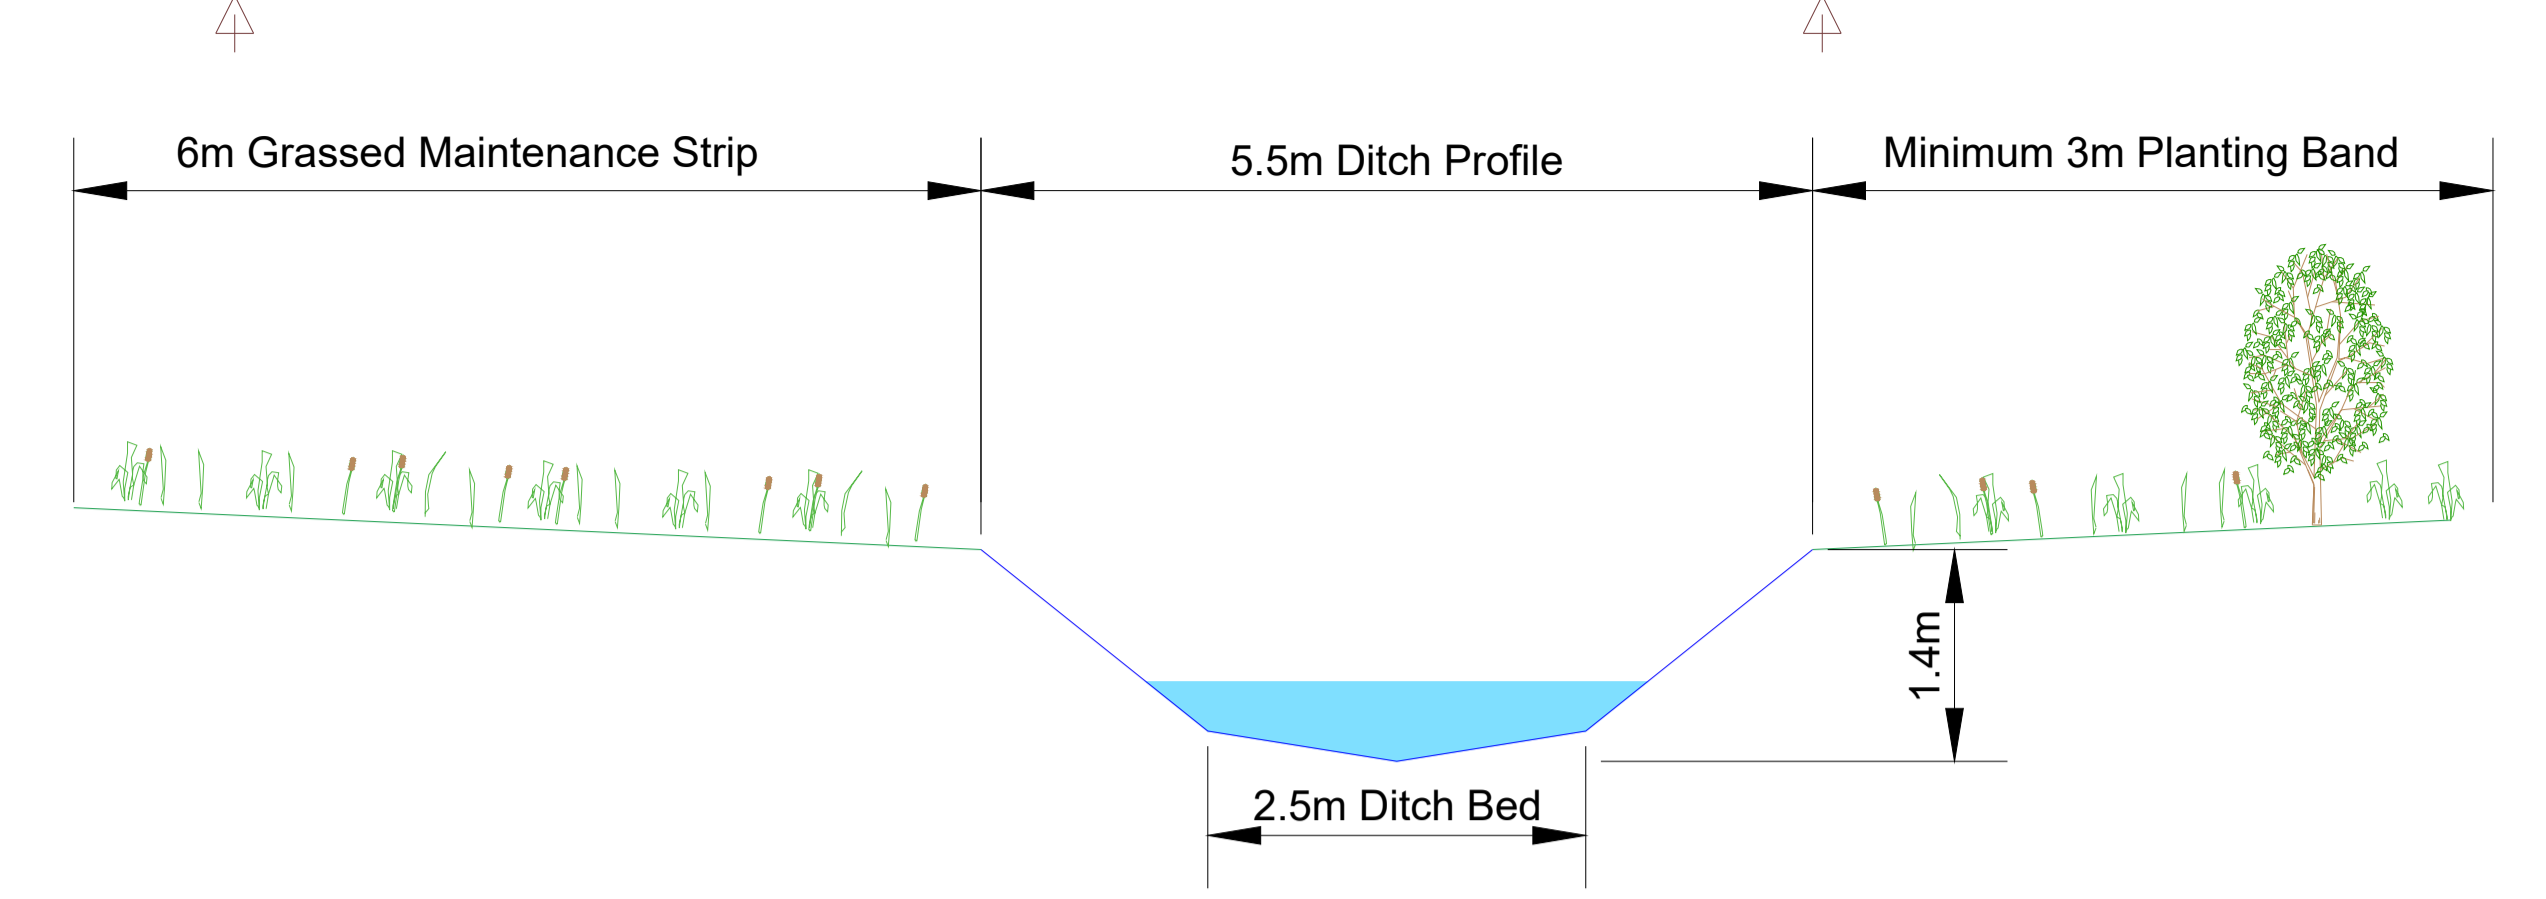 6m Grassed Maintenance Strip
5.5m Ditch Profile
Minimum 3m Planting Band
1.4m
2.5m Ditch Bed